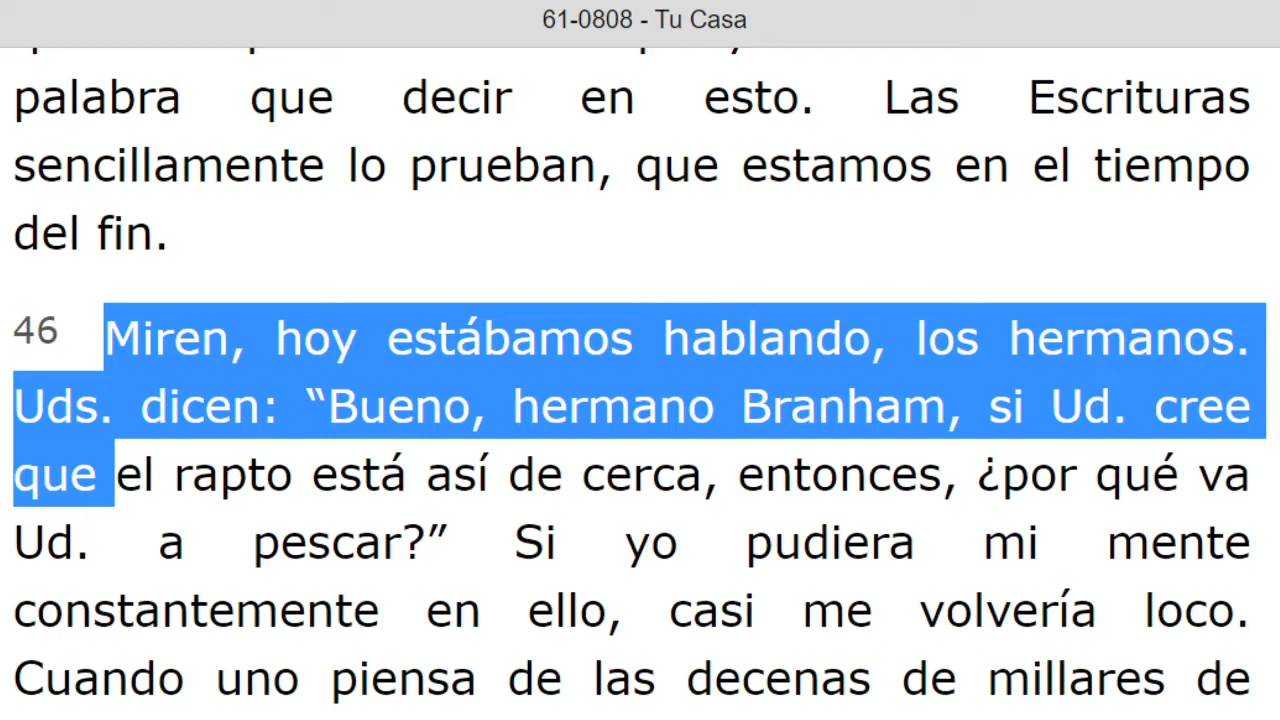 61-0808 - Tu Casa
palabra que decir en esto. Las Escrituras
sencillamente lo prueban, que estamos en el tiempo
del fin.
46 Miren, hoy estábamos hablando, los hermanos.
Uds. dicen: “Bueno, hermano Branham, si Ud. cree
que el rapto está así de cerca, entonces, ¿por qué va
Ud. a pescar?” Si yo pudiera mi mente
constantemente en ello, casi me volvería loco.
Cuando uno piensa de las decenas de millares de